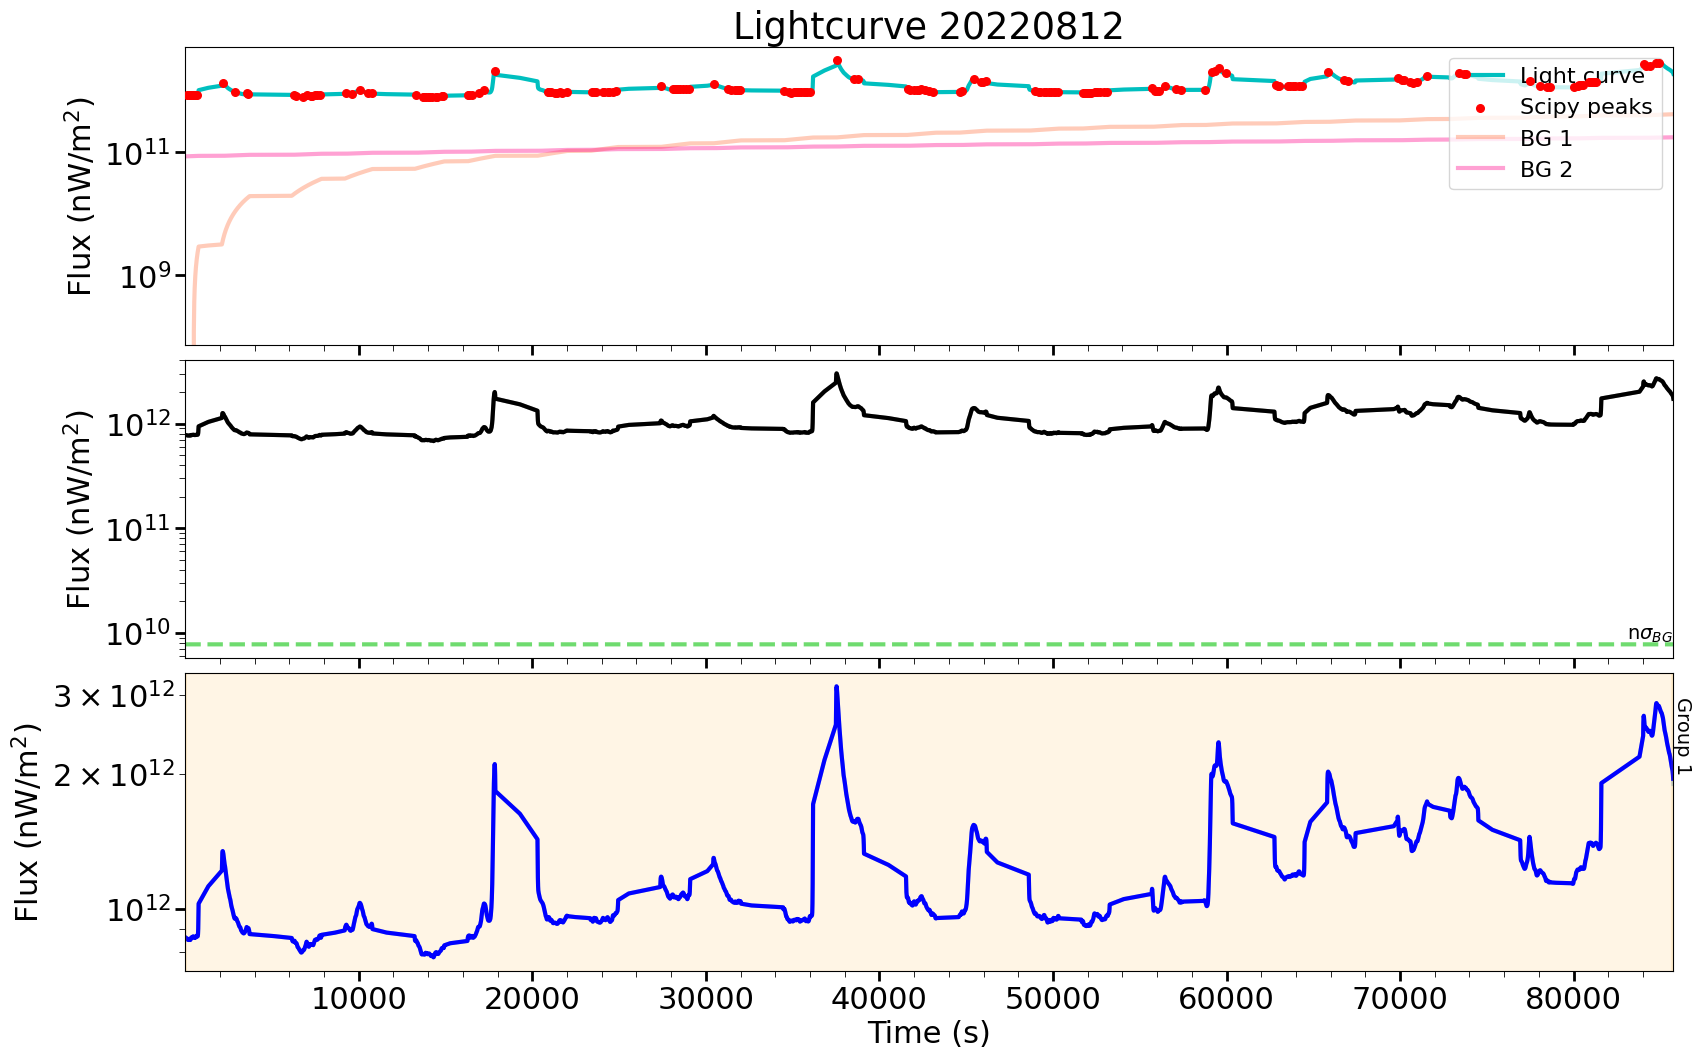 Lightcurve 20220812
Flux (nW/m²)
10¹¹
10⁹
Light curve
Scipy peaks
BG 1
BG 2
Flux (nW/m²)
10¹²
10¹¹
10¹⁰
nσ_BG
Flux (nW/m²)
3 × 10¹²
2 × 10¹²
10¹²
Group 1
10000 20000 30000 40000 50000 60000 70000 80000
Time (s)